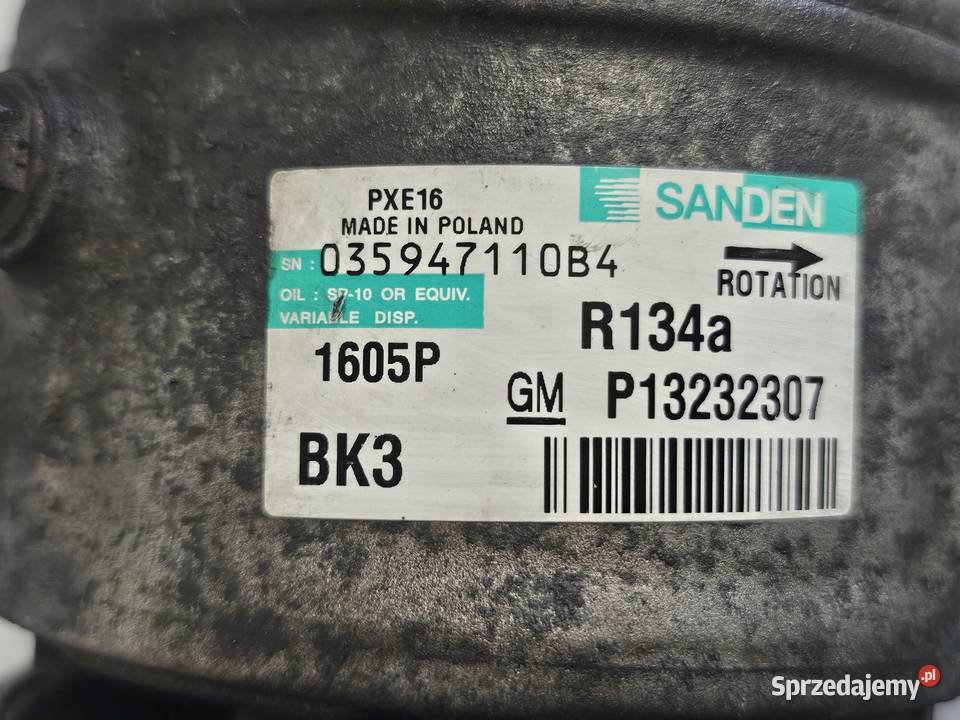 PXE16
SANDEN
MADE IN POLAND
SN : 035947110B4
ROTATION
OIL : SP-10 OR EQUIV.
VARIABLE DISP.
1605P
R134a
GM P13232307
BK3
Sprzedajemy.pl